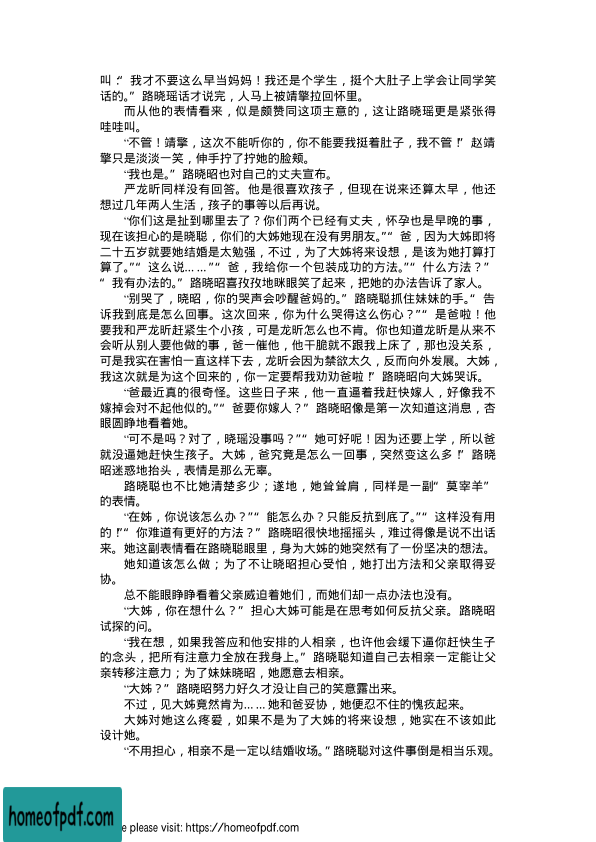 叫：“我才不要这么早当妈妈！我还是个学生，挺个大肚子上学会让同学笑
话的。”路晓瑶话才说完，人马上被靖擎拉回怀里。
而从他的表情看来，似是颇赞同这项主意的，这让路晓瑶更是紧张得
哇哇叫。
“不管！靖擎，这次不能听你的，你不能要我挺着肚子，我不管！”赵靖
擎只是淡淡一笑，伸手拧了拧她的脸颊。
“我也是。”路晓昭也对自己的丈夫宣布。
严龙昕同样没有回答。他是很喜欢孩子，但现在说来还算太早，他还
想过几年两人生活，孩子的事等以后再说。
“你们这是扯到哪里去了？你们两个已经有丈夫，怀孕也是早晚的事，
现在该担心的是晓聪，你们的大姊她现在没有男朋友。”“爸，因为大姊即将
二十五岁就要她结婚是太勉强，不过，为了大姊将来设想，是该为她打算打
算了。”“这么说……”“爸，我给你一个包装成功的方法。”“什么方法？”
“我有办法的。”路晓昭喜孜孜地眯眼笑了起来，把她的办法告诉了家人。
“别哭了，晓昭，你的哭声会吵醒爸妈的。”路晓聪抓住妹妹的手。“告
诉我到底是怎么回事。这次回来，你为什么哭得这么伤心？”“是爸啦！他
要我和严龙昕赶紧生个小孩，可是龙昕怎么也不肯。你也知道龙昕是从来不
会听从别人要他做的事，爸一催他，他干脆就不跟我上床了，那也没关系，
可是我实在害怕一直这样下去，龙昕会因为禁欲太久，反而向外发展。大姊，
我这次就是为这个回来的，你一定要帮我劝劝爸啦！”路晓昭向大姊哭诉。
“爸最近真的很奇怪。这些日子来，他一直逼着我赶快嫁人，好像我不
嫁掉会对不起他似的。”“爸要你嫁人？”路晓昭像是第一次知道这消息，杏
眼圆睁地看着她。
“可不是吗？对了，晓瑶没事吗？”“她可好呢！因为还要上学，所以爸
就没逼她赶快生孩子。大姊，爸究竟是怎么一回事，突然变这么多！”路晓
昭迷惑地抬头，表情是那么无辜。
路晓聪也不比她清楚多少；遂地，她耸耸肩，同样是一副“莫宰羊”
的表情。
“在姊，你说该怎么办？”“能怎么办？只能反抗到底了。”“这样没有用
的！”“你难道有更好的方法？”路晓昭很快地摇摇头，难过得像是说不出话
来。她这副表情看在路晓聪眼里，身为大姊的她突然有了一份坚决的想法。
她知道该怎么做；为了不让晓昭担心受怕，她打出方法和父亲取得妥
协。
总不能眼睁睁看着父亲威迫着她们，而她们却一点办法也没有。
“大姊，你在想什么？”担心大姊可能是在思考如何反抗父亲。路晓昭
试探的问。
“我在想，如果我答应和他安排的人相亲，也许他会缓下逼你赶快生子
的念头，把所有注意力全放在我身上。”路晓聪知道自己去相亲一定能让父
亲转移注意力；为了妹妹晓昭，她愿意去相亲。
“大姊？”路晓昭努力好久才没让自己的笑意露出来。
不过，见大姊竟然肯为……她和爸妥协，她便忍不住的愧疚起来。
大姊对她这么疼爱，如果不是为了大姊的将来设想，她实在不该如此
设计她。
“不用担心，相亲不是一定以结婚收场。”路晓聪对这件事倒是相当乐观。
homeofpdf.com
e please visit: https://homeofpdf.com